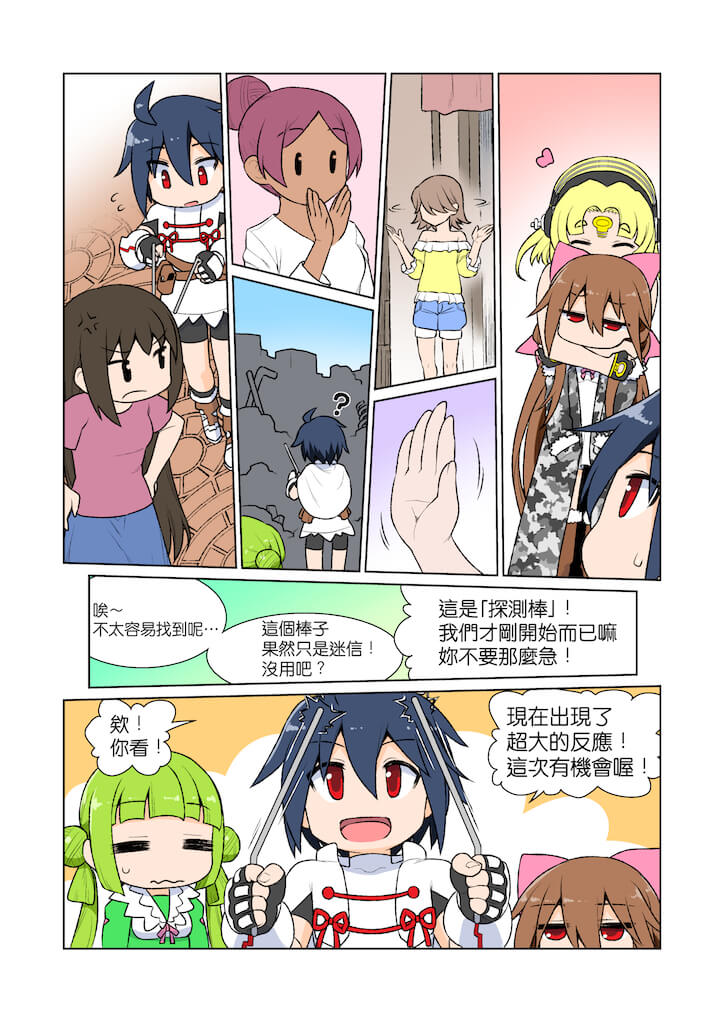 ?
唉～
不太容易找到呢…
這個棒子
果然只是迷信！
沒用吧？
這是「探測棒」！
我們才剛開始而已嘛
妳不要那麼急！
欸！
你看！
現在出現了
超大的反應！
這次有機會喔！